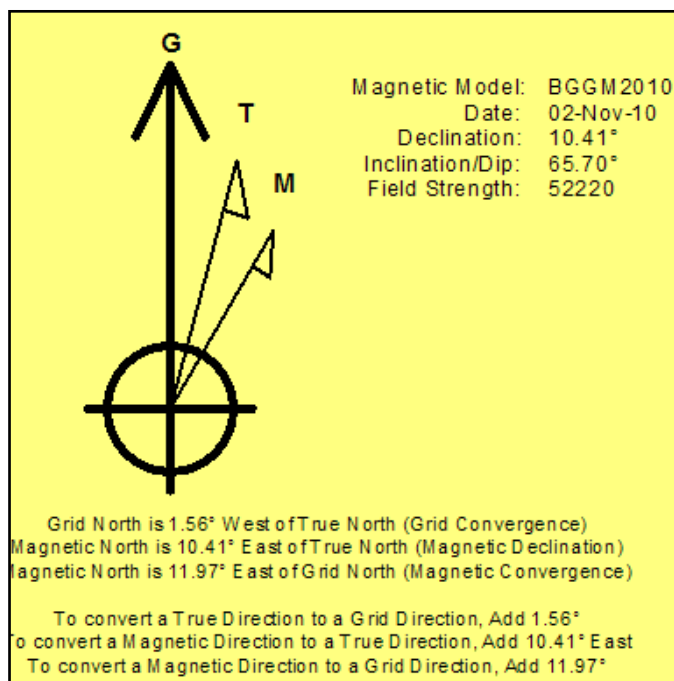 G
T
M
Magnetic Model: BGGM2010
Date: 02-Nov-10
Declination: 10.41°
Inclination/Dip: 65.70°
Field Strength: 52220
Grid North is 1.56° West of True North (Grid Convergence)
Magnetic North is 10.41° East of True North (Magnetic Declination)
Magnetic North is 11.97° East of Grid North (Magnetic Convergence)
To convert a True Direction to a Grid Direction, Add 1.56°
To convert a Magnetic Direction to a True Direction, Add 10.41° East
To convert a Magnetic Direction to a Grid Direction, Add 11.97°